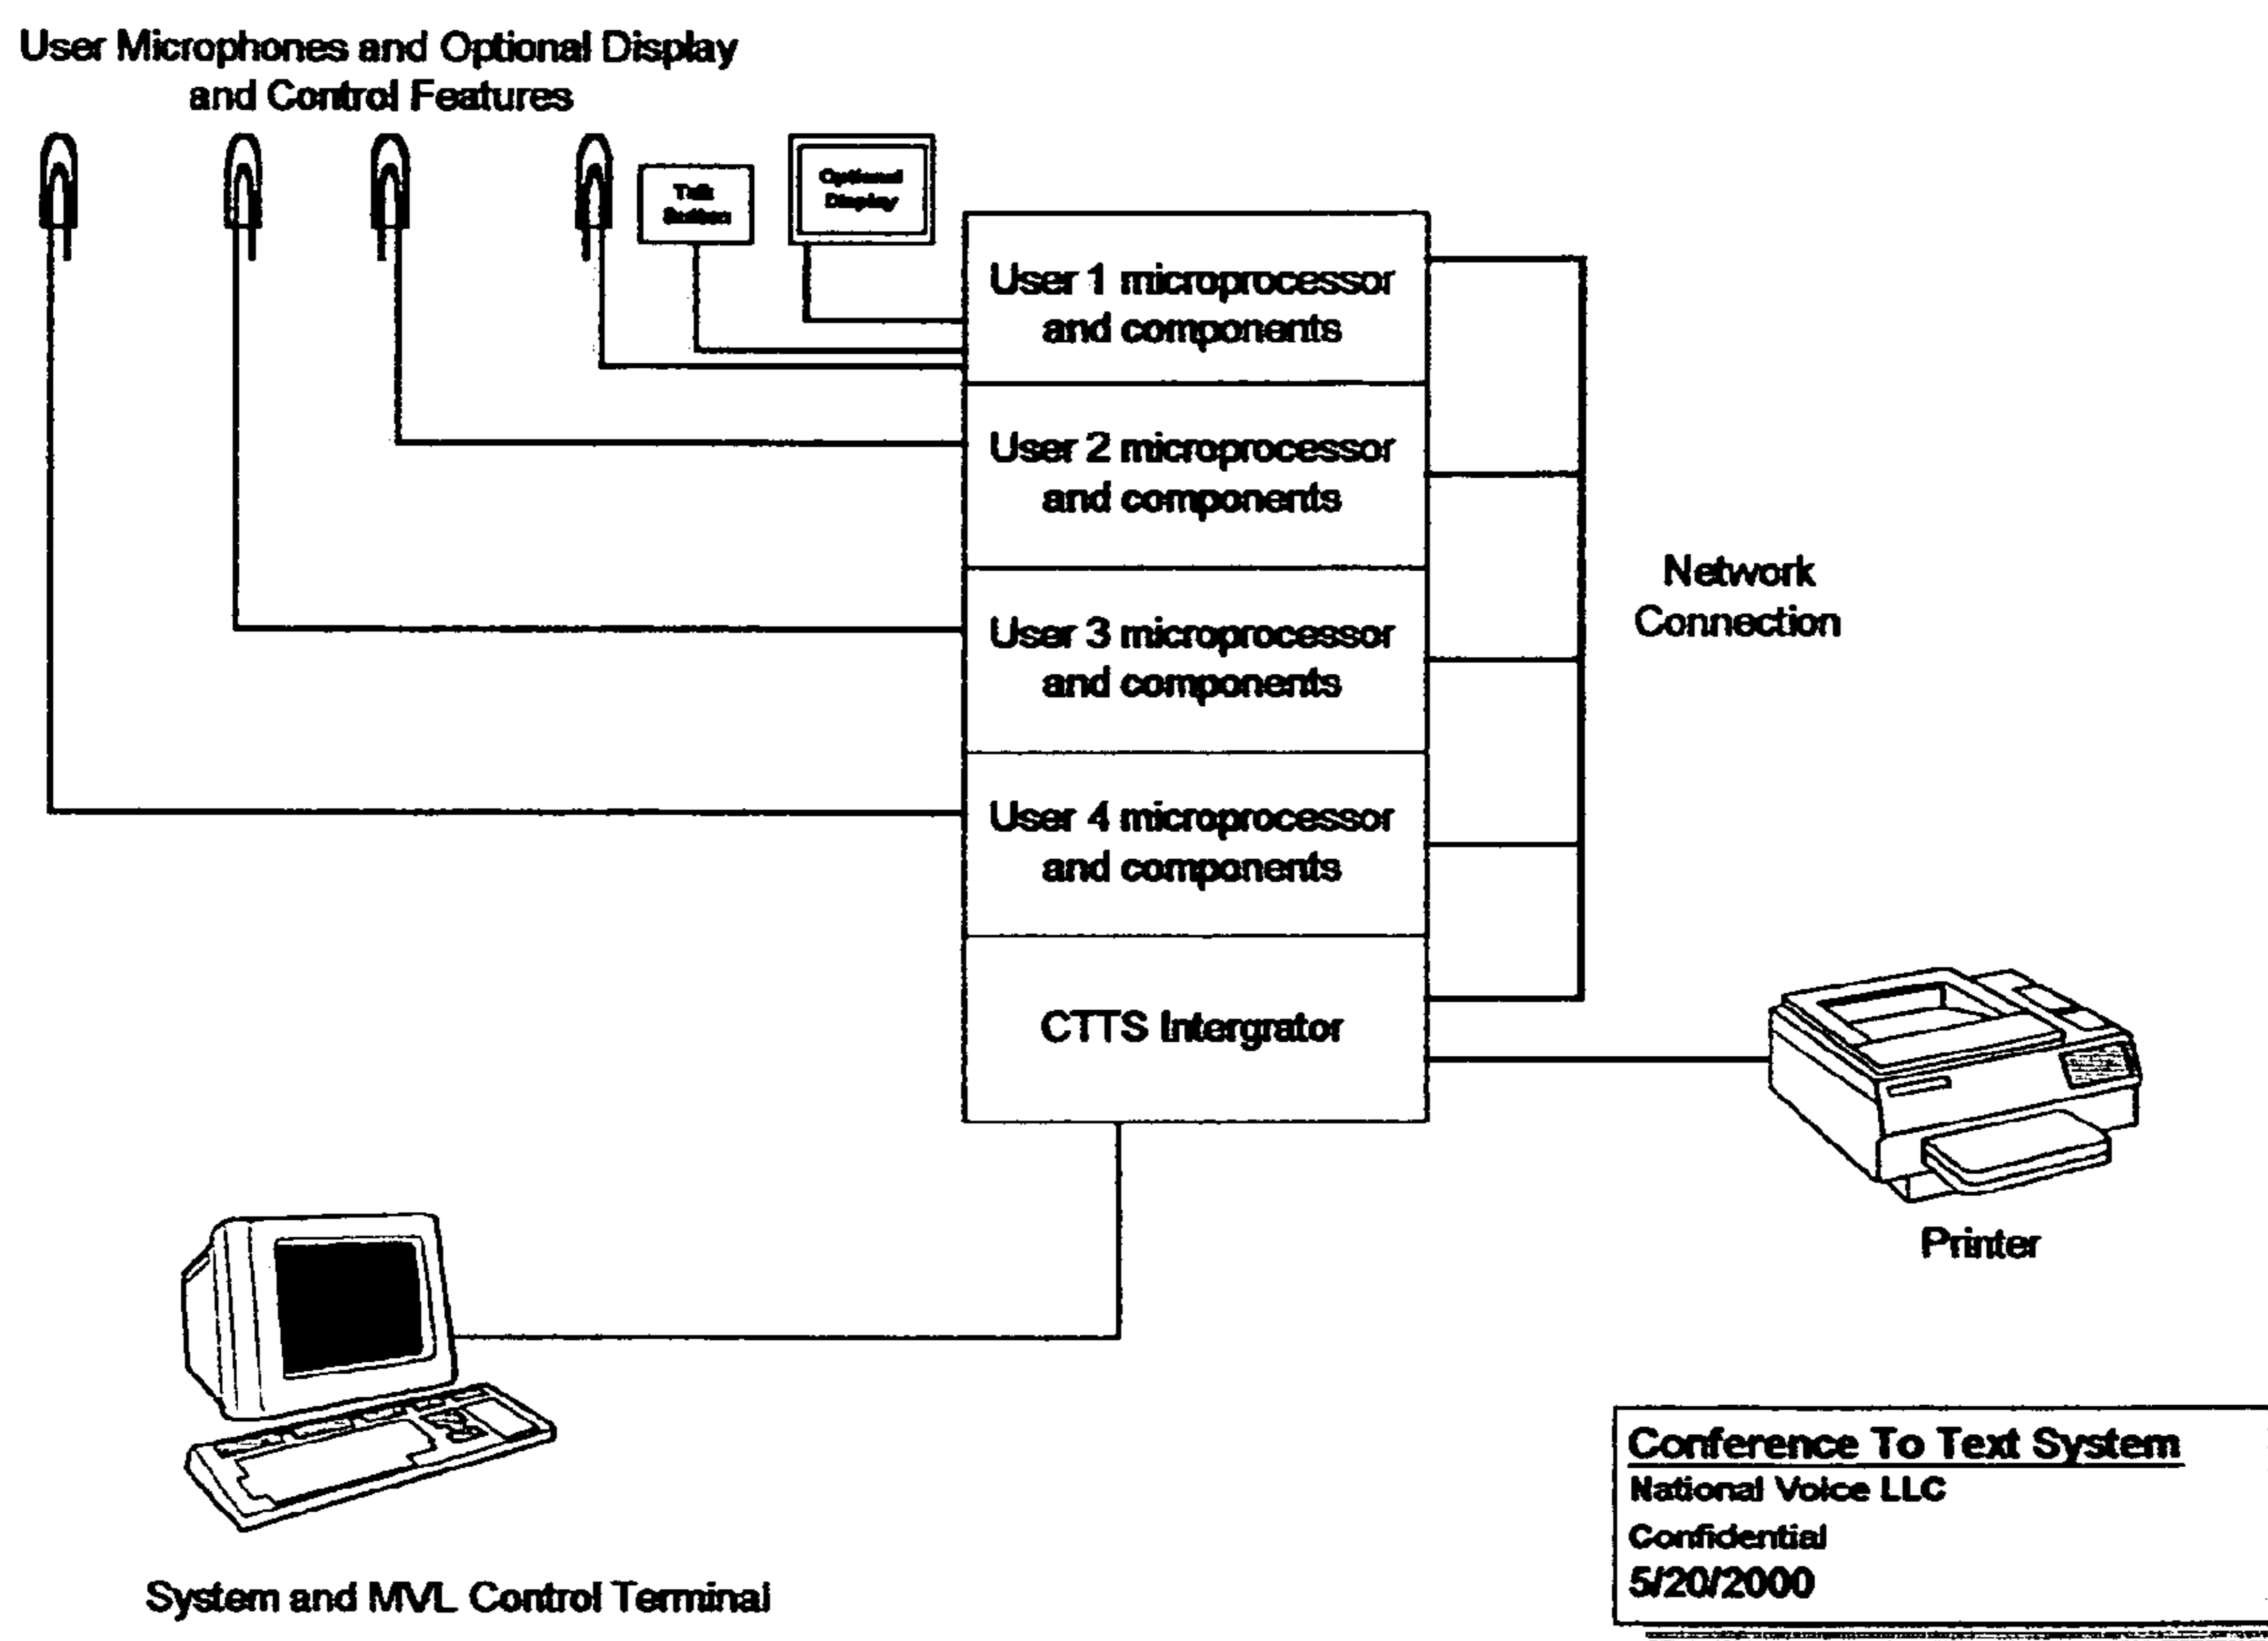 User Microphones and Optional Display
and Control Features
Talk
Button
Optional
Display
User 1 microprocessor
and components
User 2 microprocessor
and components
User 3 microprocessor
and components
User 4 microprocessor
and components
CTTS Intergrator
Network
Connection
Printer
System and MVL Control Terminal
Conference To Text System
National Voice LLC
Confidential
5/20/2000